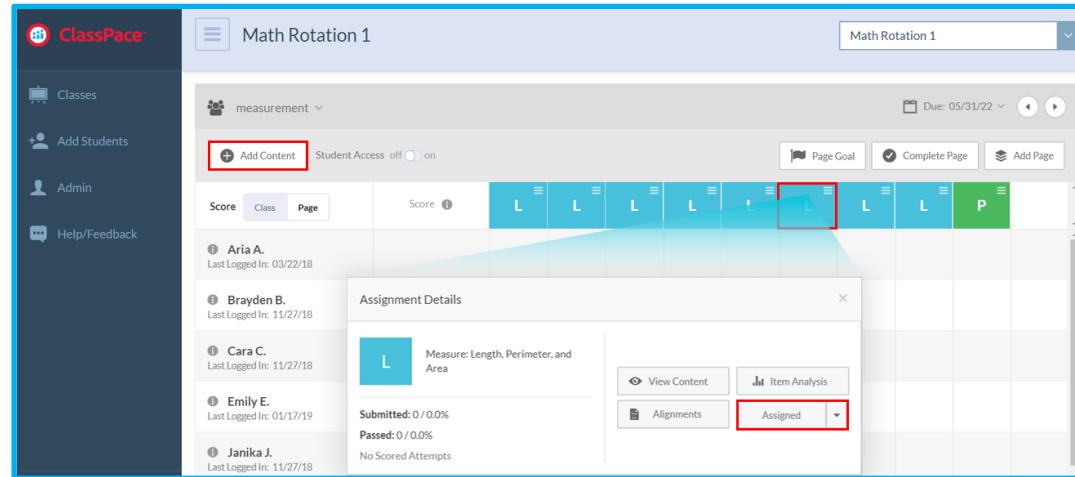 ClassPace
Math Rotation 1
Math Rotation 1
Classes
Add Students
Admin
Help/Feedback
measurement
Due: 05/31/22
Add Content
Student Access off on
Page Goal
Complete Page
Add Page
Score Class Page
Score
L L L L L L L L P
Aria A.
Last Logged In: 03/22/18
Brayden B.
Last Logged In: 11/27/18
Cara C.
Last Logged In: 11/27/18
Emily E.
Last Logged In: 01/17/19
Janika J.
Last Logged In: 11/27/18
Assignment Details
L
Measure: Length, Perimeter, and
Area
Submitted: 0 / 0.0%
Passed: 0 / 0.0%
No Scored Attempts
View Content
Item Analysis
Alignments
Assigned